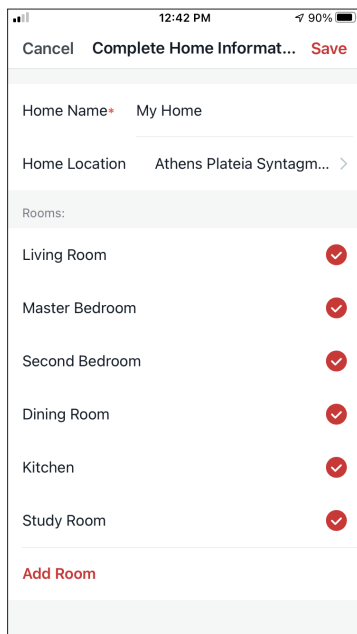 12:42 PM 90%
Cancel Complete Home Informat... Save
Home Name* My Home
Home Location Athens Plateia Syntagm...
Rooms:
Living Room
Master Bedroom
Second Bedroom
Dining Room
Kitchen
Study Room
Add Room